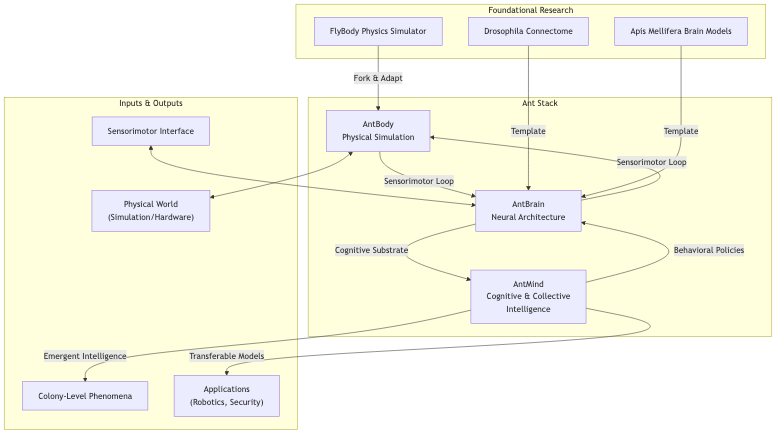 Foundational Research
FlyBody Physics Simulator
Drosophila Connectome
Apis Mellifera Brain Models
Fork & Adapt
Inputs & Outputs
Ant Stack
Sensorimotor Interface
AntBody
Physical Simulation
Template
Template
Sensorimotor Loop
Sensorimotor Loop
Physical World
(Simulation/Hardware)
AntBrain
Neural Architecture
Cognitive Substrate
Behavioral Policies
AntMind
Cognitive & Collective
Intelligence
Emergent Intelligence
Transferable Models
Colony-Level Phenomena
Applications
(Robotics, Security)